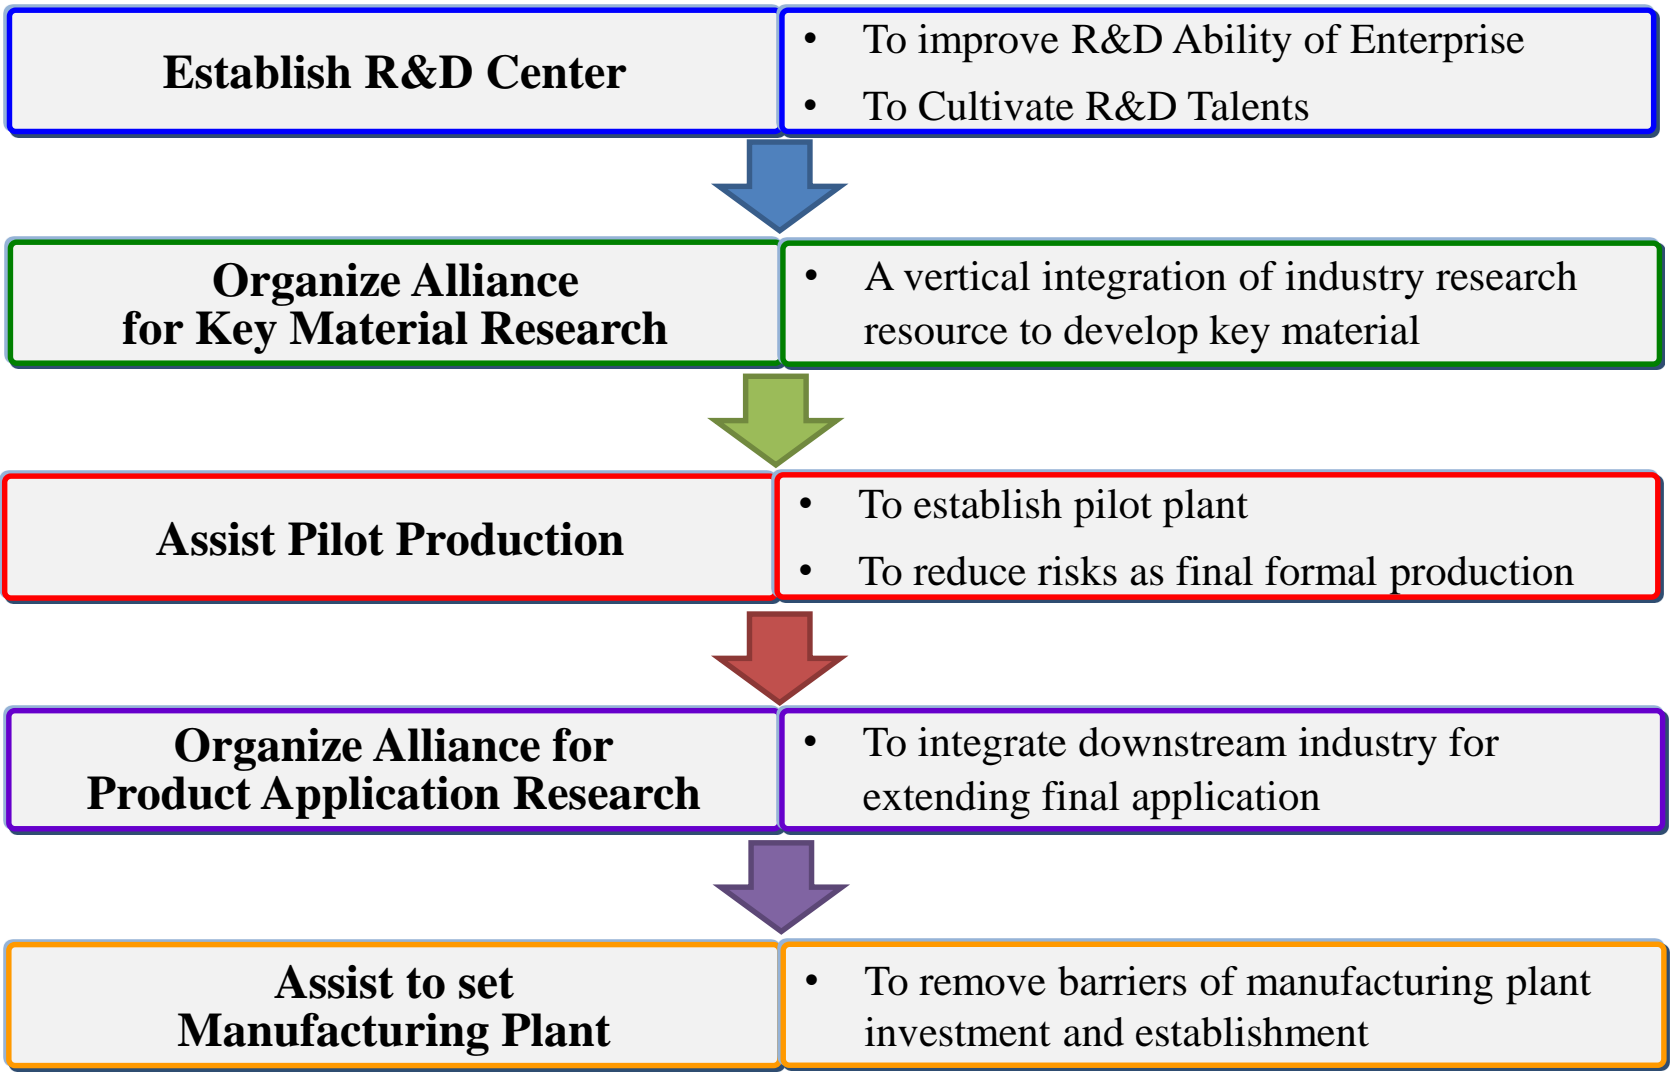 Establish R&D Center
• To improve R&D Ability of Enterprise
• To Cultivate R&D Talents
Organize Alliance
for Key Material Research
• A vertical integration of industry research
resource to develop key material
Assist Pilot Production
• To establish pilot plant
• To reduce risks as final formal production
Organize Alliance for
Product Application Research
• To integrate downstream industry for
extending final application
Assist to set
Manufacturing Plant
• To remove barriers of manufacturing plant
investment and establishment